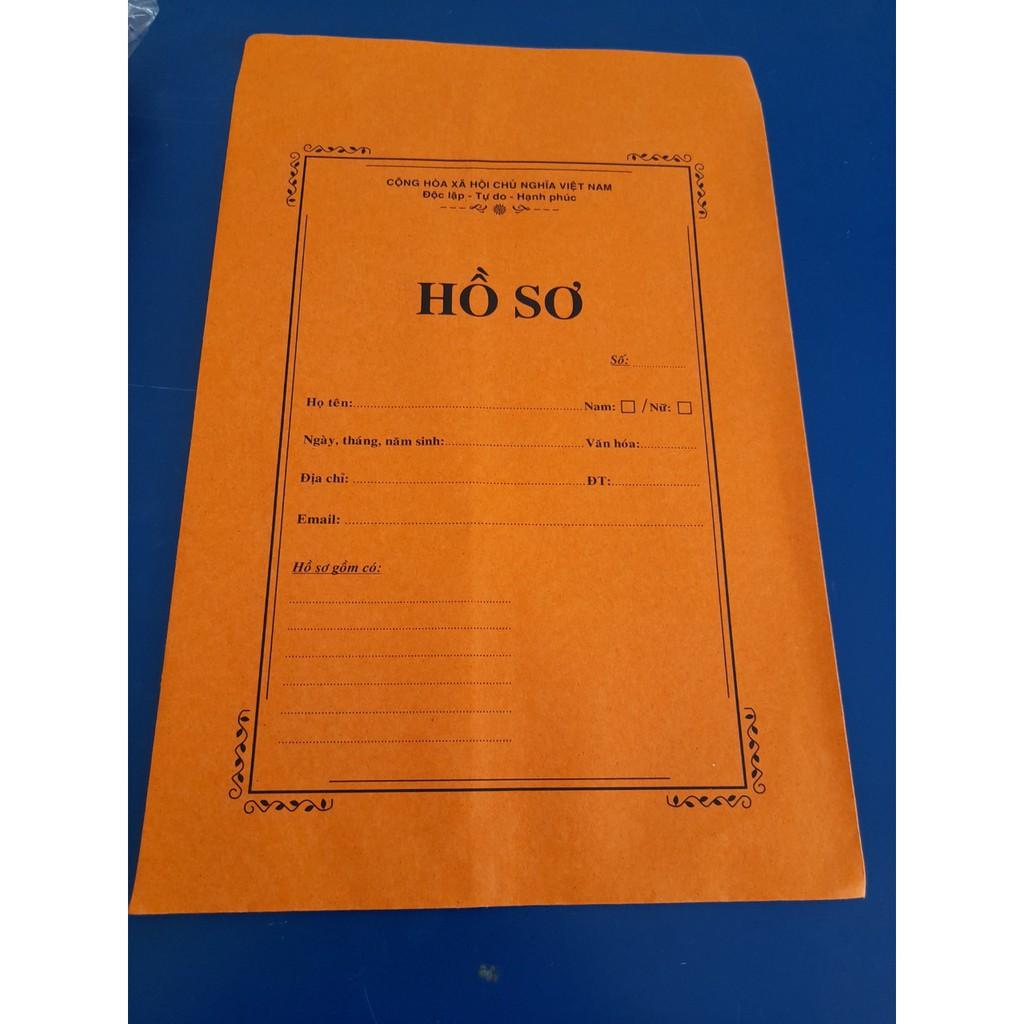 CỘNG HÒA XÃ HỘI CHỦ NGHĨA VIỆT NAM
Độc lập - Tự do - Hạnh phúc
HỒ SƠ
Số:
Họ tên: Nam: / Nữ:
Ngày, tháng, năm sinh: Văn hóa:
Địa chỉ: ĐT:
Email:
Hồ sơ gồm có: